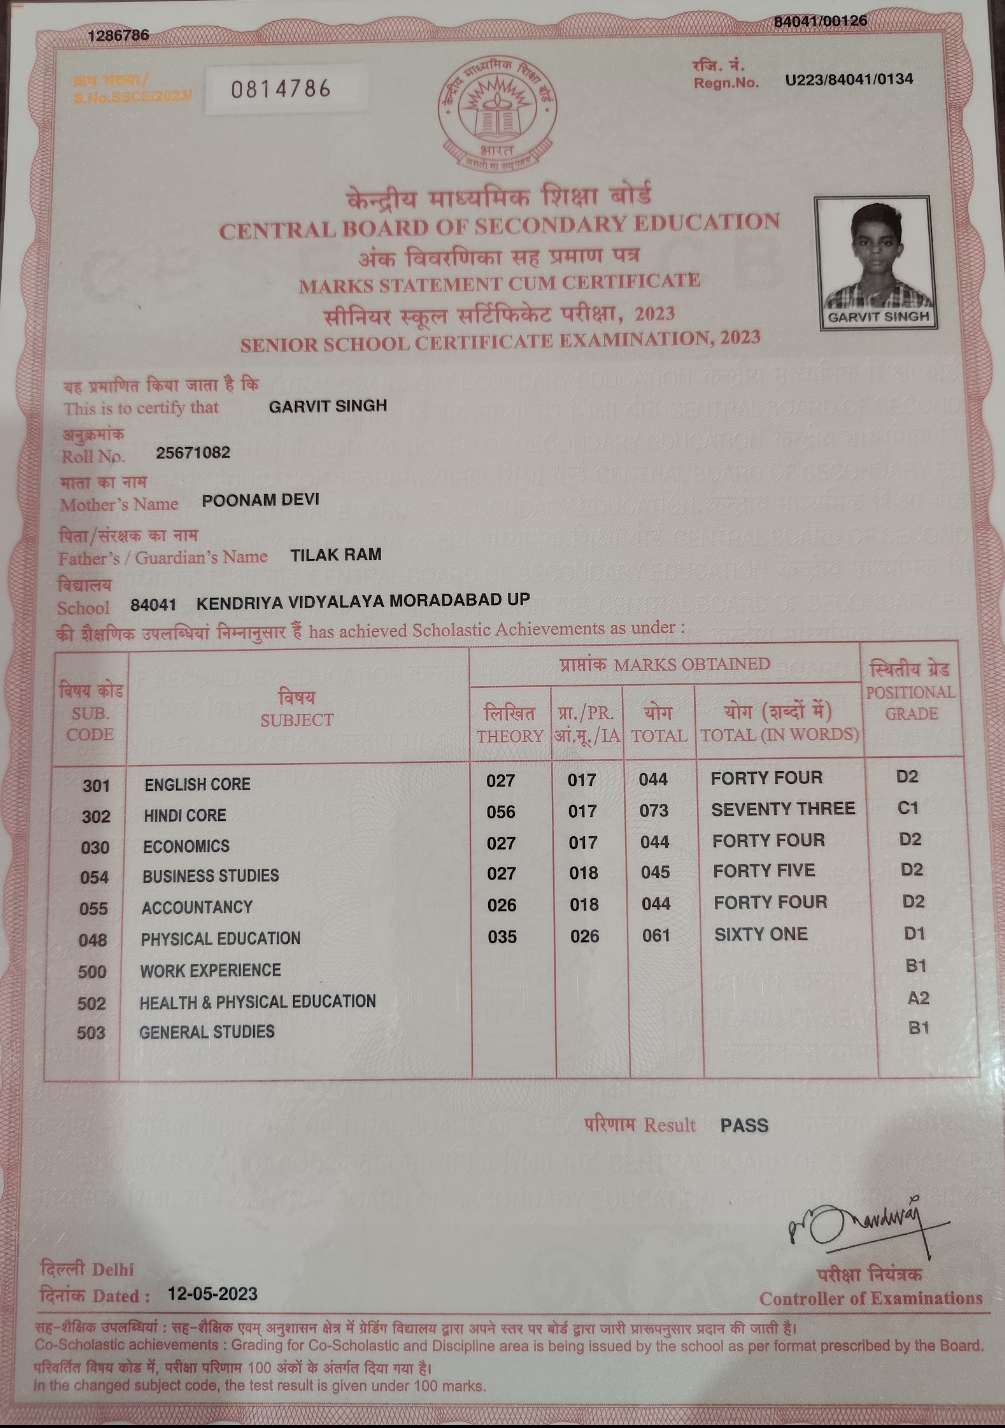 1286786
84041/00126
क्रम संख्या/
S.No.SSCE/2023/
0814786
रजि. नं.
Regn.No. U223/84041/0134
केन्द्रीय माध्यमिक शिक्षा बोर्ड
भारत
केन्द्रीय माध्यमिक शिक्षा बोर्ड
CENTRAL BOARD OF SECONDARY EDUCATION
अंक विवरणिका सह प्रमाण पत्र
MARKS STATEMENT CUM CERTIFICATE
सीनियर स्कूल सर्टिफिकेट परीक्षा, 2023
SENIOR SCHOOL CERTIFICATE EXAMINATION, 2023
GARVIT SINGH
यह प्रमाणित किया जाता है कि
This is to certify that GARVIT SINGH
अनुक्रमांक
Roll No. 25671082
माता का नाम
Mother's Name POONAM DEVI
पिता/संरक्षक का नाम
Father's / Guardian's Name TILAK RAM
विद्यालय
School 84041 KENDRIYA VIDYALAYA MORADABAD UP
की शैक्षणिक उपलब्धियां निम्नानुसार हैं has achieved Scholastic Achievements as under :
विषय कोड
SUB.
CODE
विषय
SUBJECT
प्राप्तांक MARKS OBTAINED
लिखित
THEORY
प्रा./PR.
आं.मू./IA
योग
TOTAL
योग (शब्दों में)
TOTAL (IN WORDS)
स्थितीय ग्रेड
POSITIONAL
GRADE
301 ENGLISH CORE 027 017 044 FORTY FOUR D2
302 HINDI CORE 056 017 073 SEVENTY THREE C1
030 ECONOMICS 027 017 044 FORTY FOUR D2
054 BUSINESS STUDIES 027 018 045 FORTY FIVE D2
055 ACCOUNTANCY 026 018 044 FORTY FOUR D2
048 PHYSICAL EDUCATION 035 026 061 SIXTY ONE D1
500 WORK EXPERIENCE B1
502 HEALTH & PHYSICAL EDUCATION A2
503 GENERAL STUDIES B1
परिणाम Result PASS
दिल्ली Delhi
दिनांक Dated : 12-05-2023
परीक्षा नियंत्रक
Controller of Examinations
सह-शैक्षिक उपलब्धियां : सह-शैक्षिक एवम् अनुशासन क्षेत्र में ग्रेडिंग विद्यालय द्वारा अपने स्तर पर बोर्ड द्वारा जारी प्रारूपनुसार प्रदान की जाती है।
Co-Scholastic achievements : Grading for Co-Scholastic and Discipline area is being issued by the school as per format prescribed by the Board.
परिवर्तित विषय कोड में, परीक्षा परिणाम 100 अंकों के अंतर्गत दिया गया है।
In the changed subject code, the test result is given under 100 marks.